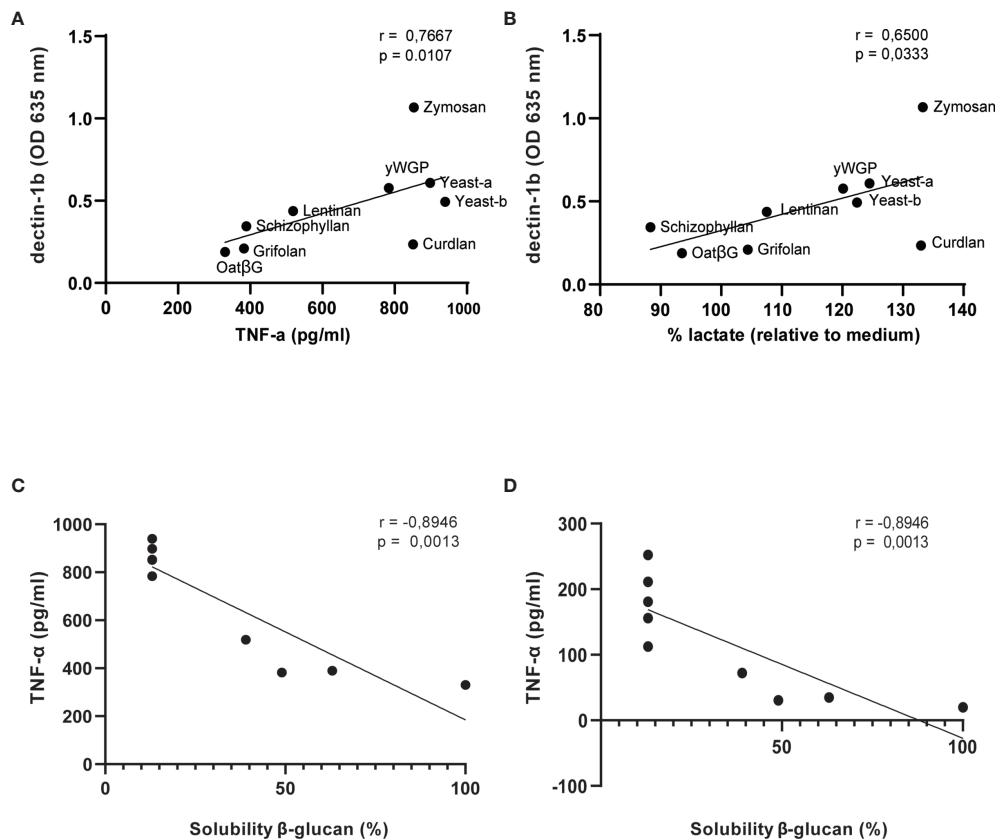 A
r = 0,7667
p = 0.0107
dectin-1b (OD 635 nm)
1.5
1.0
0.5
0.0
Zymosan
yWGP
Yeast-a
Yeast-b
Lentinan
Schizophyllan
Grifolan
OatβG
Curdlan
0 200 400 600 800 1000
TNF-a (pg/ml)
B
r = 0,6500
p = 0,0333
dectin-1b (OD 635 nm)
1.5
1.0
0.5
0.0
Zymosan
yWGP
Yeast-a
Yeast-b
Lentinan
Schizophyllan
OatβG
Grifolan
Curdlan
80 90 100 110 120 130 140
% lactate (relative to medium)
C
r = -0,8946
p = 0,0013
TNF-α (pg/ml)
1000
800
600
400
200
0
0 50 100
Solubility β-glucan (%)
D
r = -0,8946
p = 0,0013
TNF-α (pg/ml)
300
200
100
0
-100
50 100
Solubility β-glucan (%)